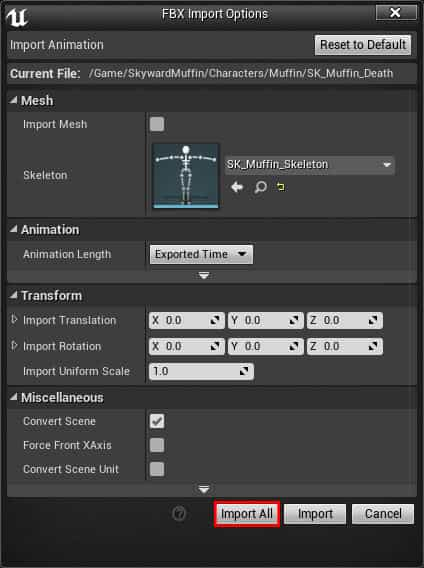 FBX Import Options
Import Animation Reset to Default
Current File: /Game/SkywardMuffin/Characters/Muffin/SK_Muffin_Death
Mesh
Import Mesh
Skeleton SK_Muffin_Skeleton
Animation
Animation Length Exported Time
Transform
Import Translation X 0.0 Y 0.0 Z 0.0
Import Rotation X 0.0 Y 0.0 Z 0.0
Import Uniform Scale 1.0
Miscellaneous
Convert Scene
Force Front XAxis
Convert Scene Unit
? Import All Import Cancel